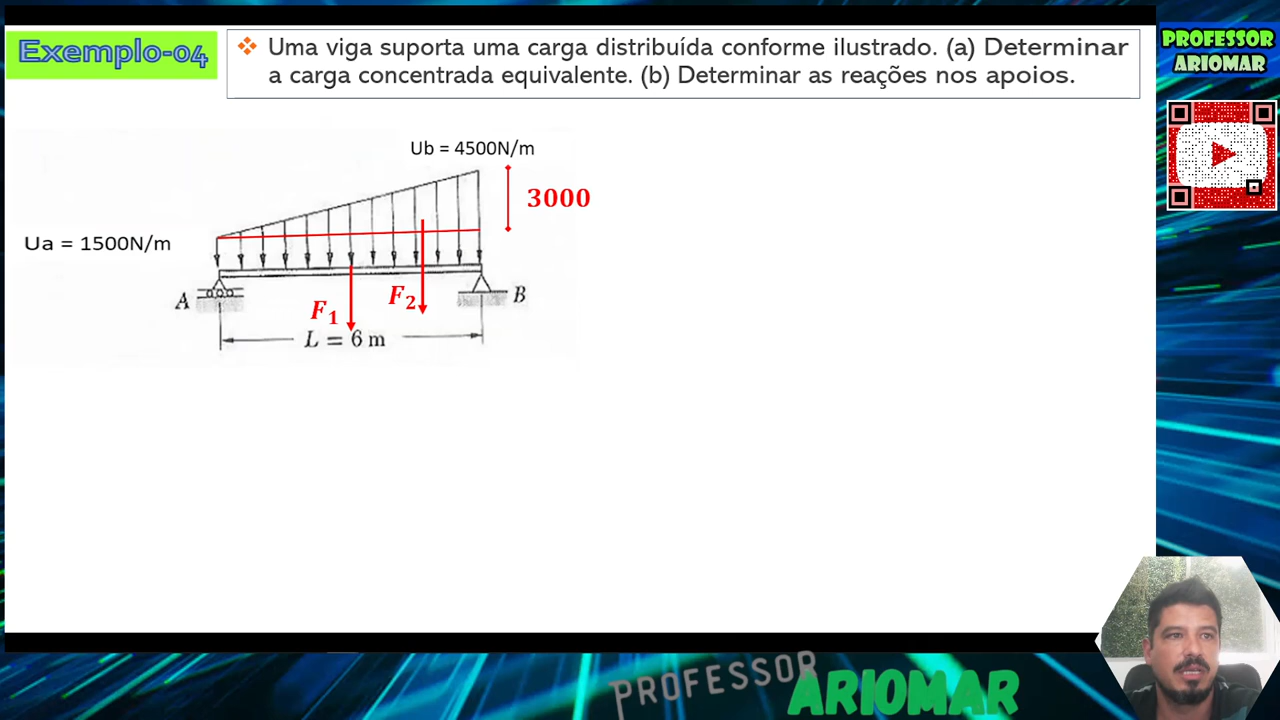 Exemplo-04
❖ Uma viga suporta uma carga distribuída conforme ilustrado. (a) Determinar
a carga concentrada equivalente. (b) Determinar as reações nos apoios.
PROFESSOR
ARIOMAR
Ub = 4500N/m
3000
Ua = 1500N/m
A
F₁
F₂
B
L = 6 m
PROFESSOR
ARIOMAR